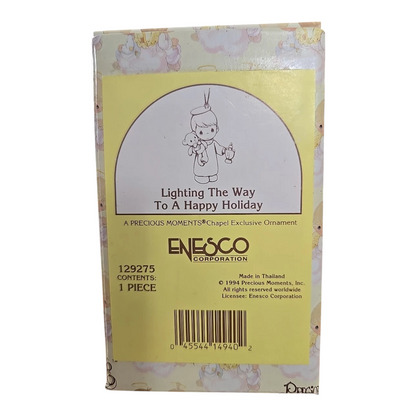 Lighting The Way
To A Happy Holiday
A PRECIOUS MOMENTS® Chapel Exclusive Ornament
ENESCO
CORPORATION
129275
CONTENTS:
1 PIECE
Made in Thailand
© 1994 Precious Moments, Inc.
All rights reserved worldwide
Licensee: Enesco Corporation
0 45544 14940 2